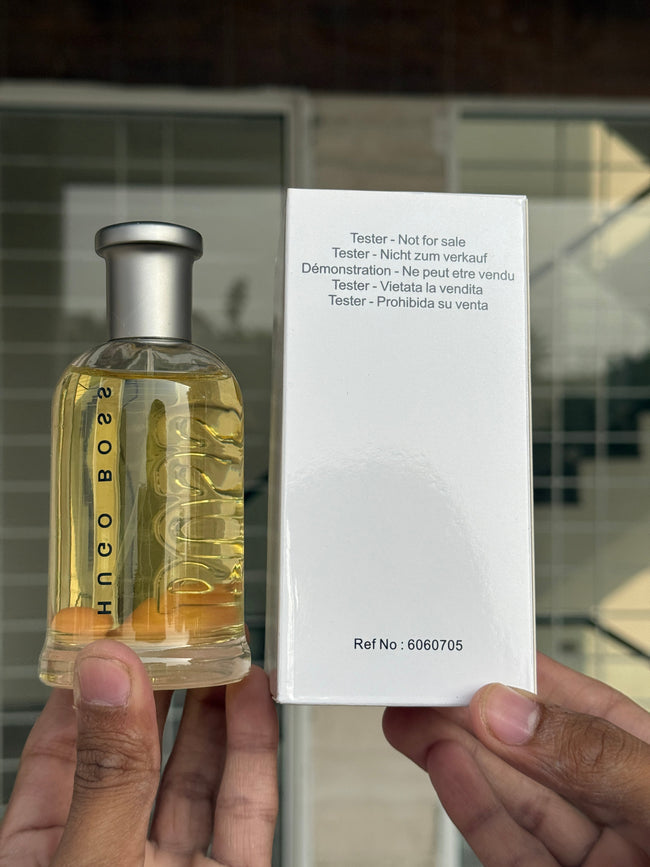 HUGO BOSS
BOSS
Tester - Not for sale
Tester - Nicht zum verkauf
Démonstration - Ne peut etre vendu
Tester - Vietata la vendita
Tester - Prohibida su venta
Ref No : 6060705